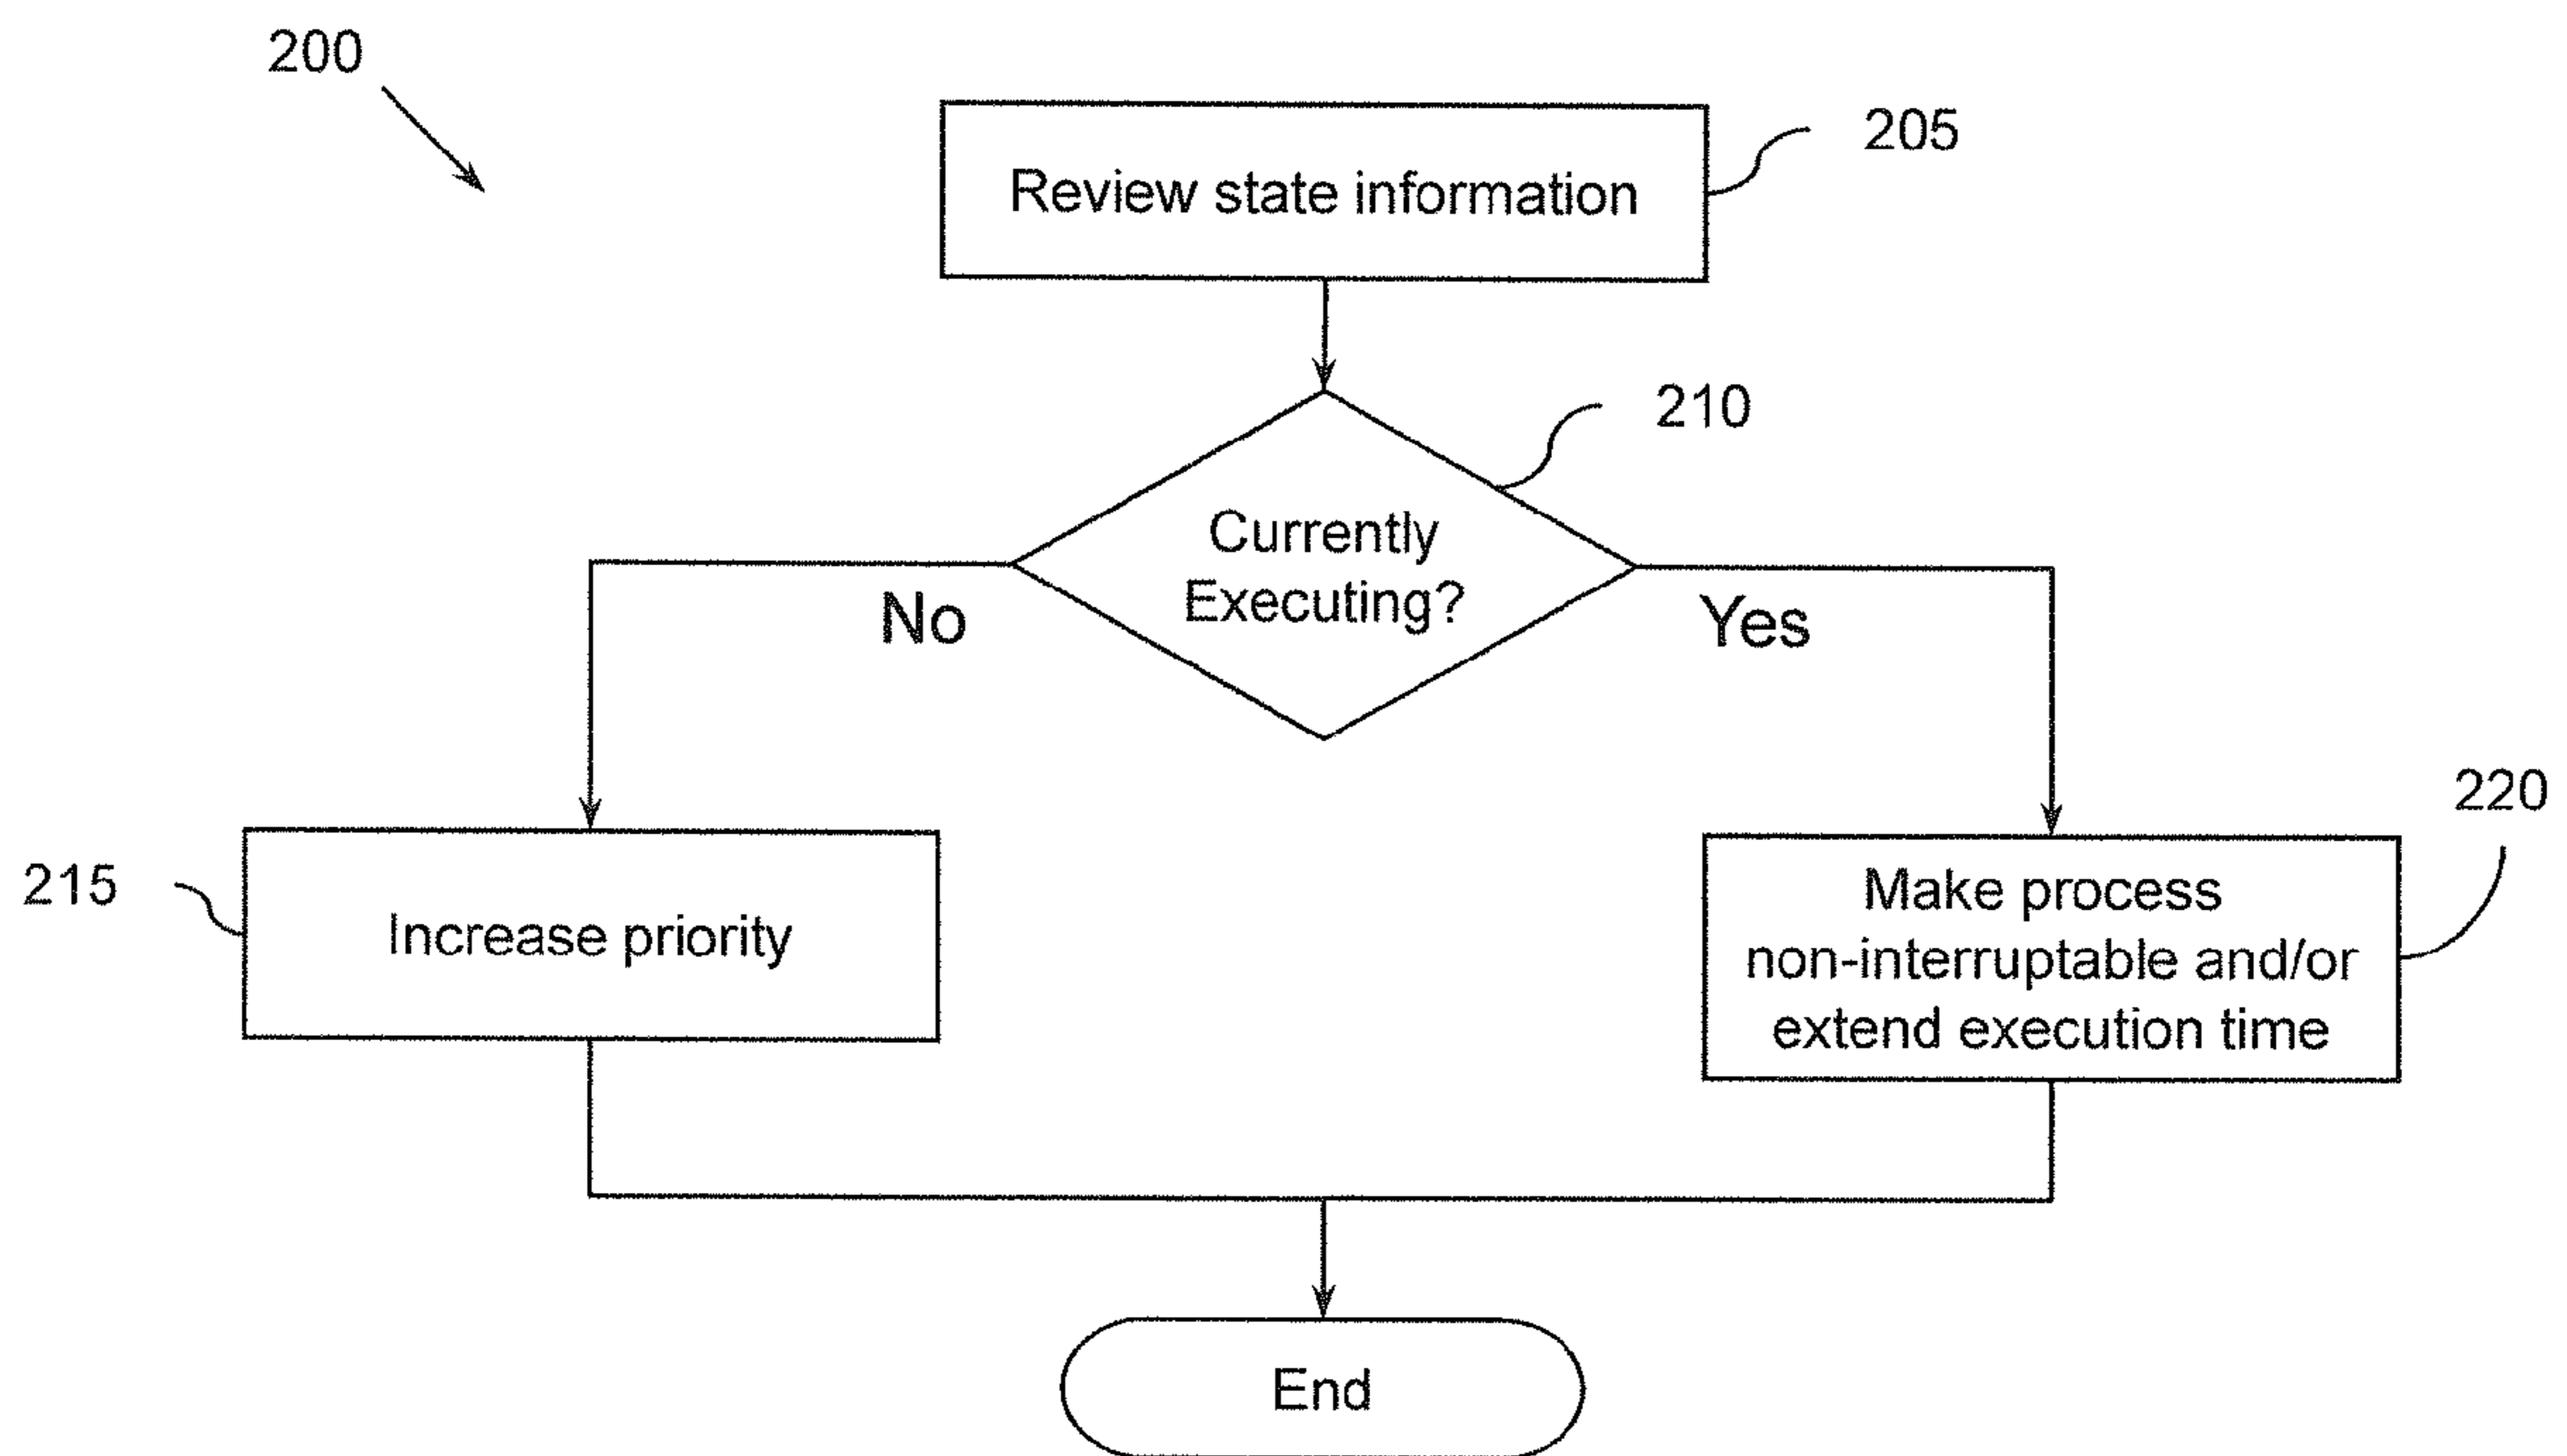 200
205
Review state information
210
Currently
Executing?
No
Yes
220
215
Increase priority
Make process
non-interruptable and/or
extend execution time
End